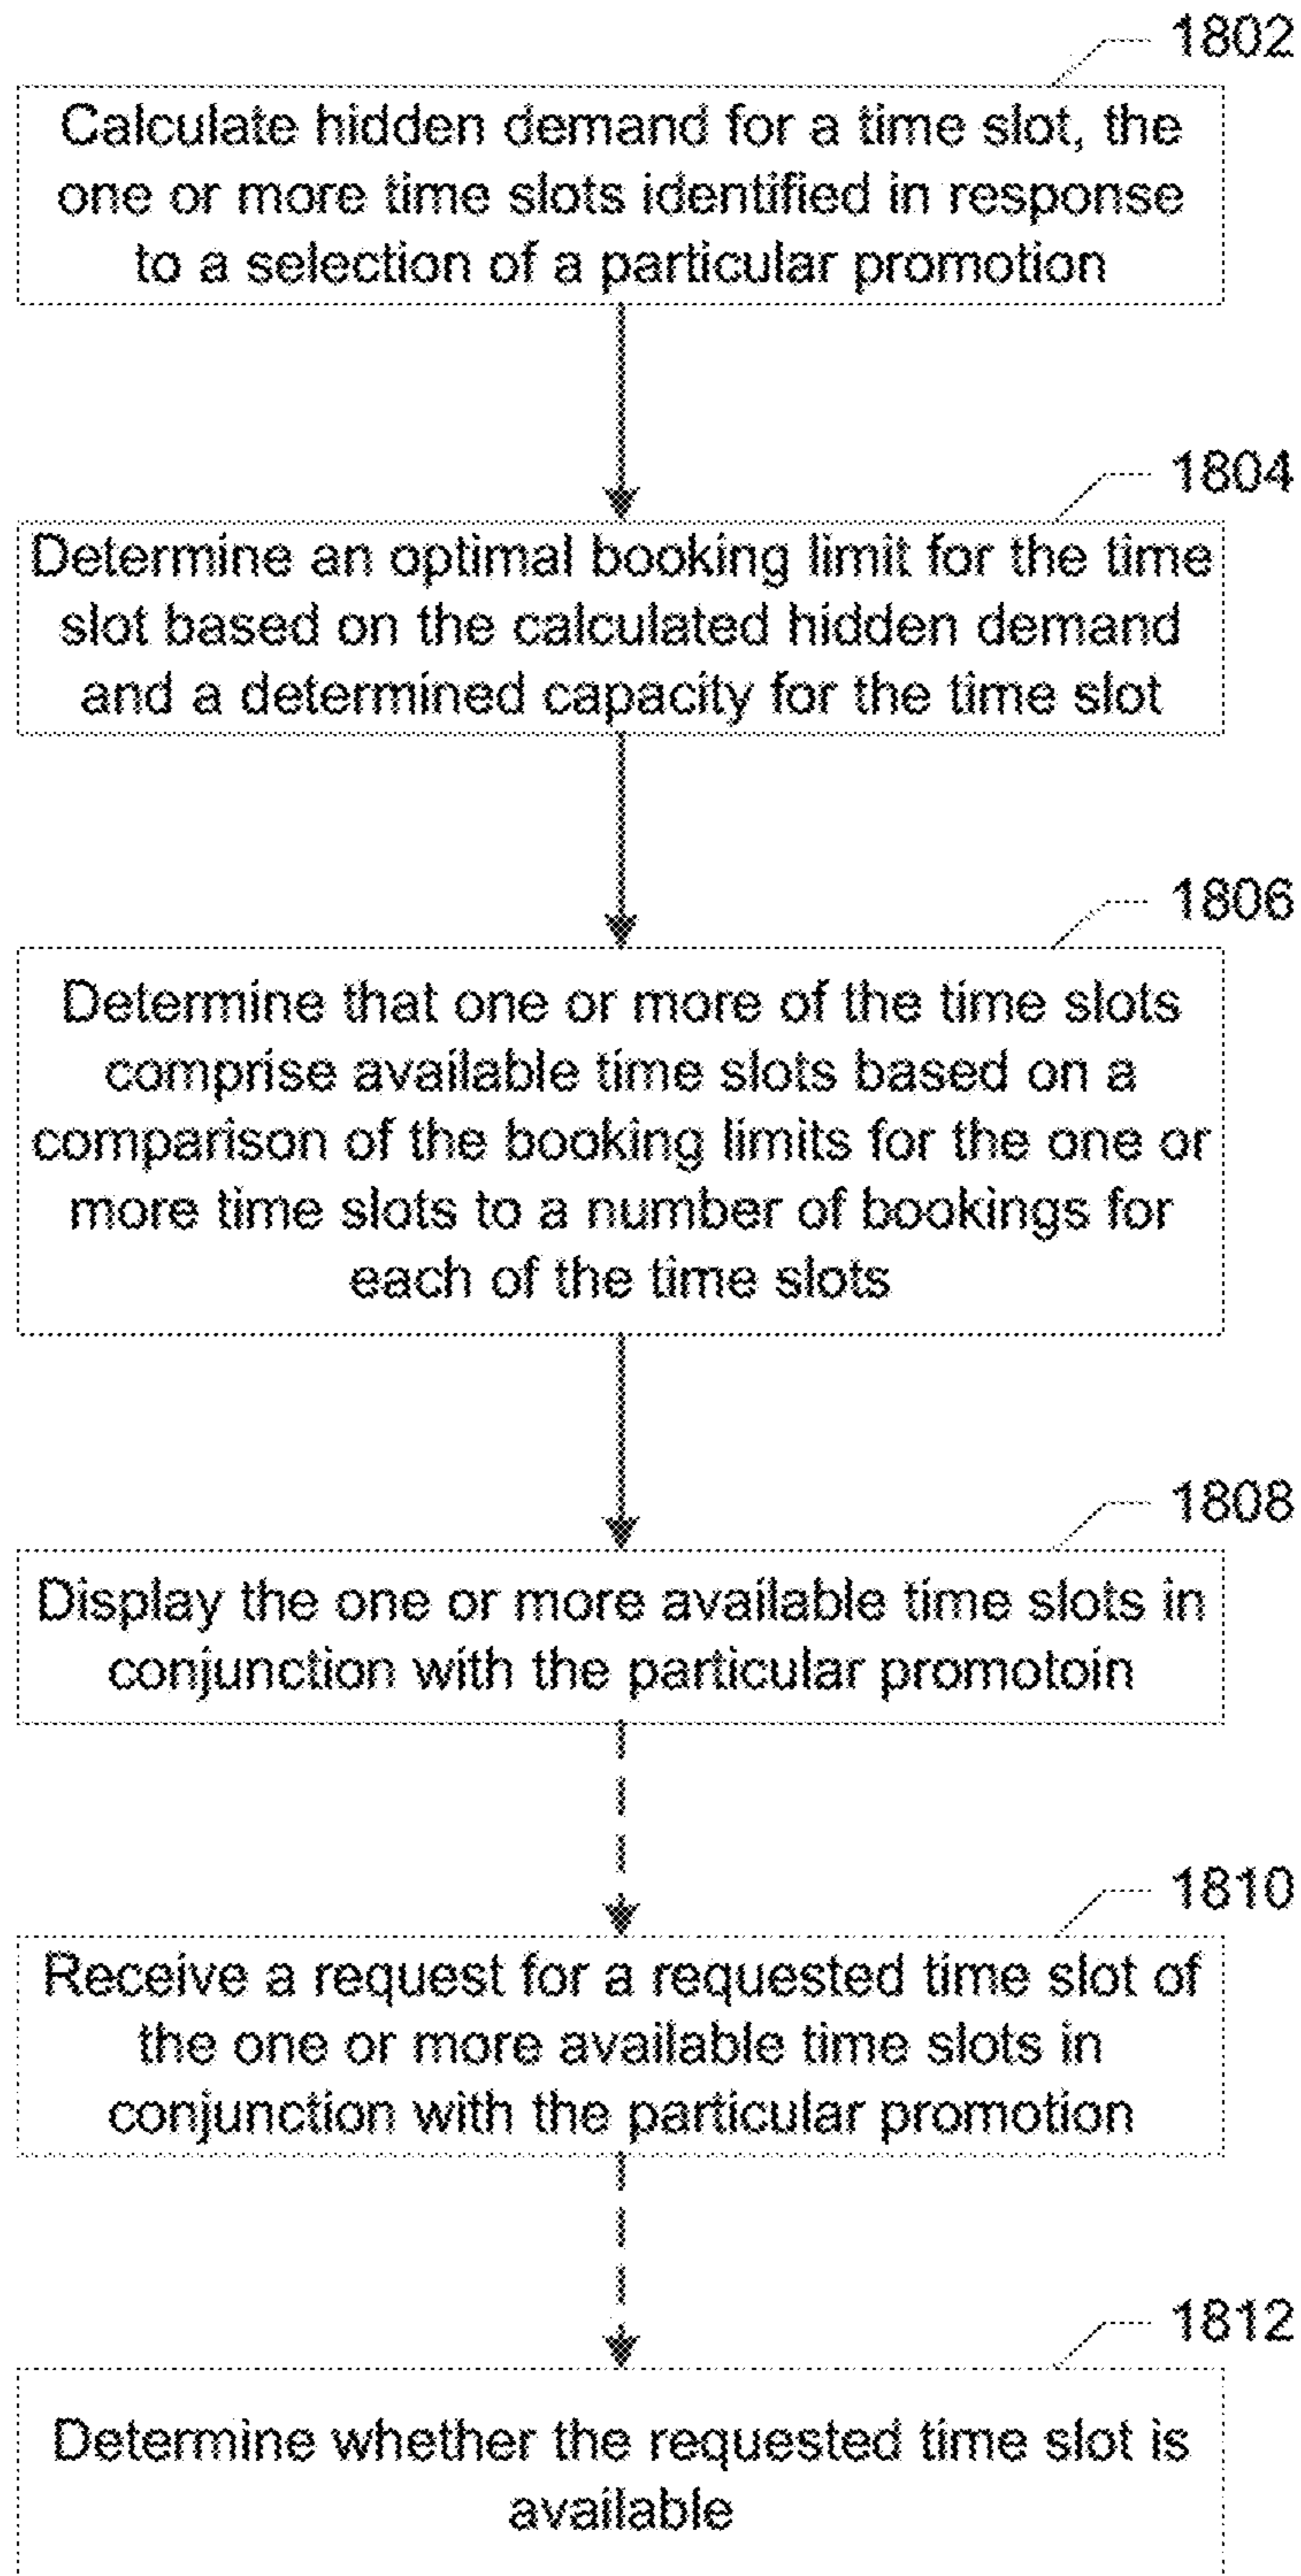 1802
Calculate hidden demand for a time slot, the
one or more time slots identified in response
to a selection of a particular promotion
1804
Determine an optimal booking limit for the time
slot based on the calculated hidden demand
and a determined capacity for the time slot
1806
Determine that one or more of the time slots
comprise available time slots based on a
comparison of the booking limits for the one or
more time slots to a number of bookings for
each of the time slots
1808
Display the one or more available time slots in
conjunction with the particular promotoin
1810
Receive a request for a requested time slot of
the one or more available time slots in
conjunction with the particular promotion
1812
Determine whether the requested time slot is
available